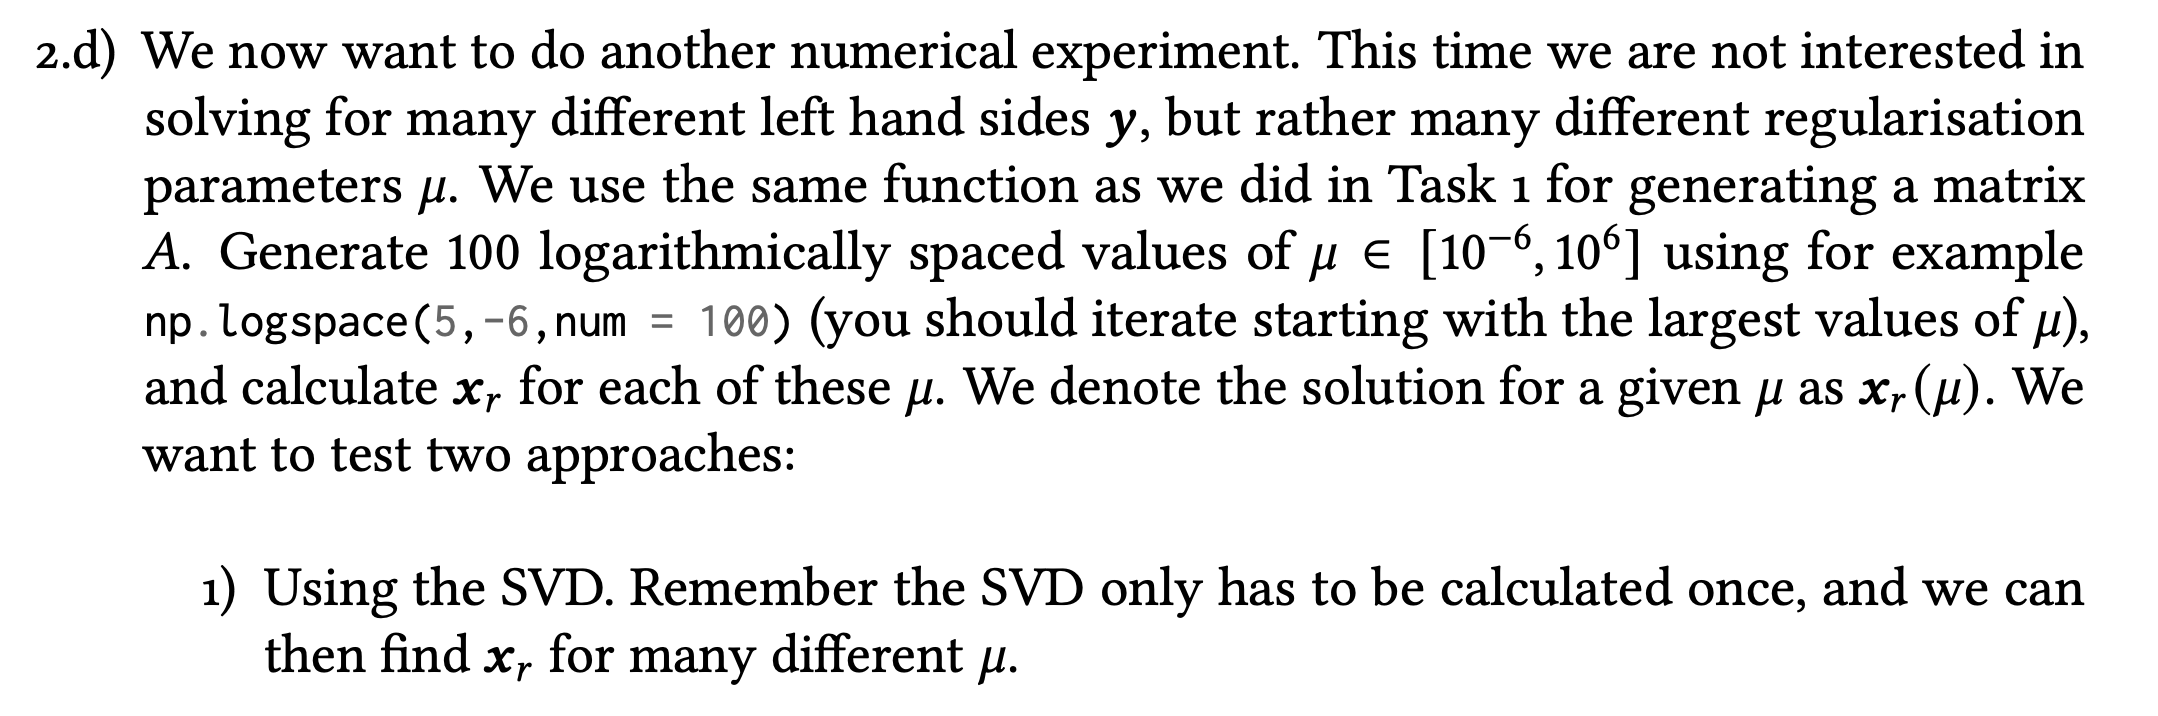 2.d) We now want to do another numerical experiment. This time we are not interested in
solving for many different left hand sides y, but rather many different regularisation
parameters μ. We use the same function as we did in Task 1 for generating a matrix
A. Generate 100 logarithmically spaced values of μ ∈ [10⁻⁶, 10⁶] using for example
np.logspace(5,-6,num = 100) (you should iterate starting with the largest values of μ),
and calculate xᵣ for each of these μ. We denote the solution for a given μ as xᵣ(μ). We
want to test two approaches:
1) Using the SVD. Remember the SVD only has to be calculated once, and we can
then find xᵣ for many different μ.